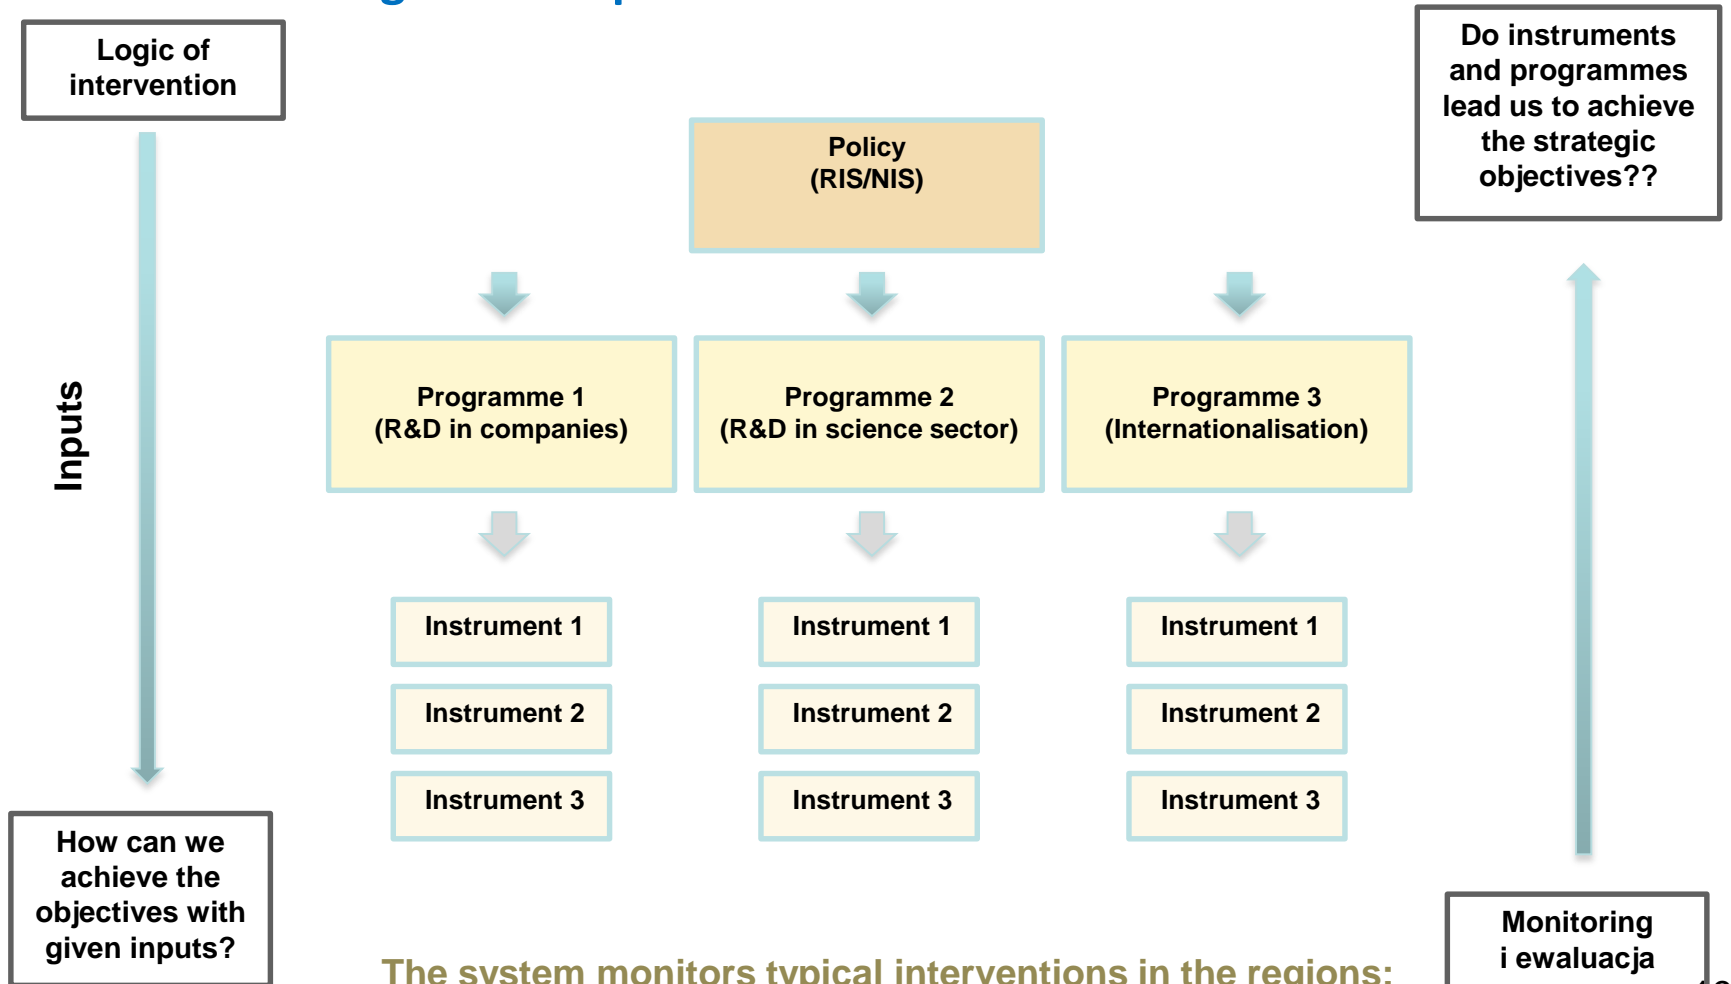 Logic of
intervention
Do instruments
and programmes
lead us to achieve
the strategic
objectives??
Policy
(RIS/NIS)
Inputs
Programme 1
(R&D in companies)
Programme 2
(R&D in science sector)
Programme 3
(Internationalisation)
Instrument 1
Instrument 2
Instrument 3
Instrument 1
Instrument 2
Instrument 3
Instrument 1
Instrument 2
Instrument 3
How can we
achieve the
objectives with
given inputs?
Monitoring
i ewaluacja
The system monitors typical interventions in the regions: